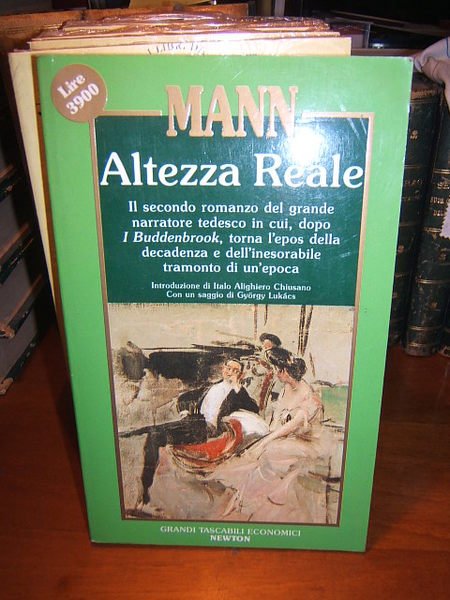 Lire
3900
MANN
Altezza Reale
Il secondo romanzo del grande
narratore tedesco in cui, dopo
I Buddenbrook, torna l'epos della
decadenza e dell'inesorabile
tramonto di un'epoca
Introduzione di Italo Alighiero Chiusano
Con un saggio di György Lukács
GRANDI TASCABILI ECONOMICI
NEWTON